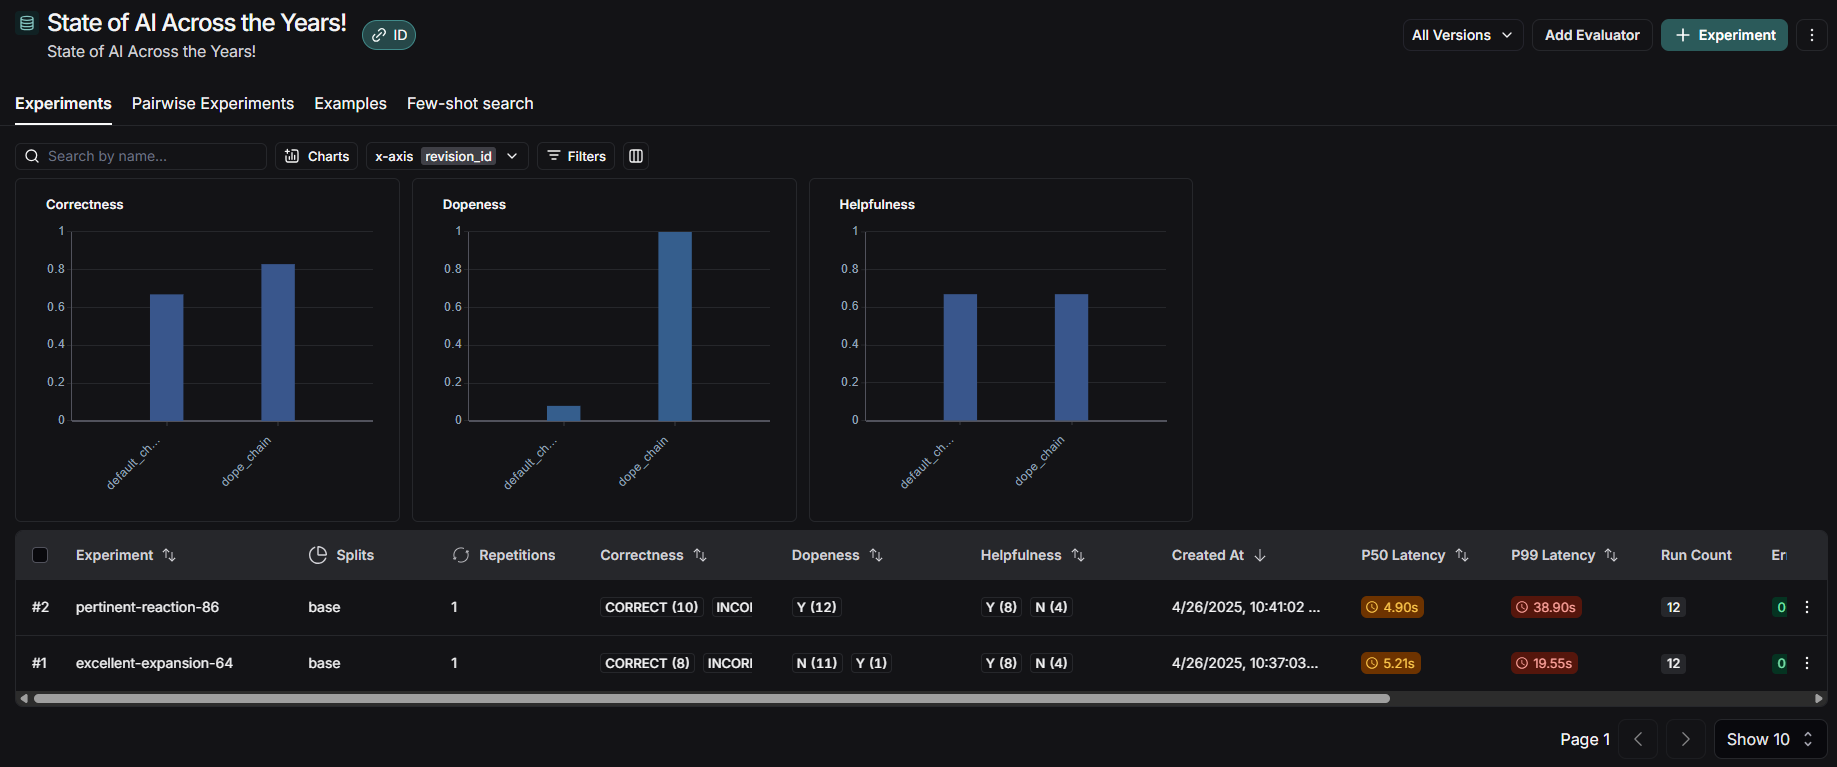 State of AI Across the Years!
ID
State of AI Across the Years!
All Versions
Add Evaluator
+ Experiment
Experiments
Pairwise Experiments
Examples
Few-shot search
Search by name...
Charts
x-axis revision_id
Filters
Correctness
1
0.8
0.6
0.4
0.2
0
default_ch...
dope_chain
Dopeness
1
0.8
0.6
0.4
0.2
0
default_ch...
dope_chain
Helpfulness
1
0.8
0.6
0.4
0.2
0
default_ch...
dope_chain
Experiment Splits Repetitions Correctness Dopeness Helpfulness Created At P50 Latency P99 Latency Run Count Er
#2 pertinent-reaction-86 base 1 CORRECT (10) INCOI Y (12) Y (8) N (4) 4/26/2025, 10:41:02 ... 4.90s 38.90s 12 0
#1 excellent-expansion-64 base 1 CORRECT (8) INCORI N (11) Y (1) Y (8) N (4) 4/26/2025, 10:37:03... 5.21s 19.55s 12 0
Page 1
Show 10